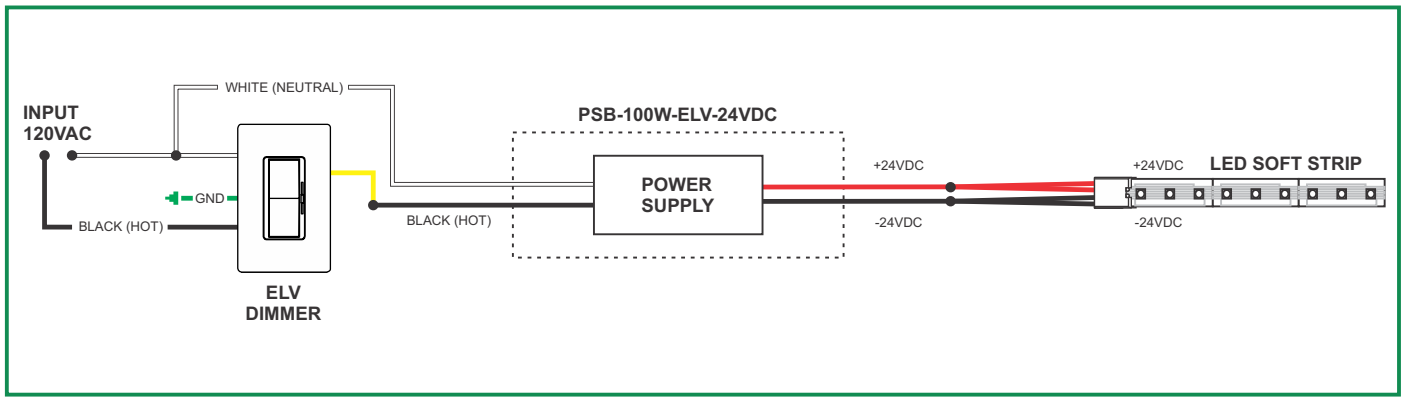 WHITE (NEUTRAL)
INPUT
120VAC
GND
BLACK (HOT)
ELV
DIMMER
BLACK (HOT)
PSB-100W-ELV-24VDC
POWER
SUPPLY
+24VDC
-24VDC
+24VDC
-24VDC
LED SOFT STRIP